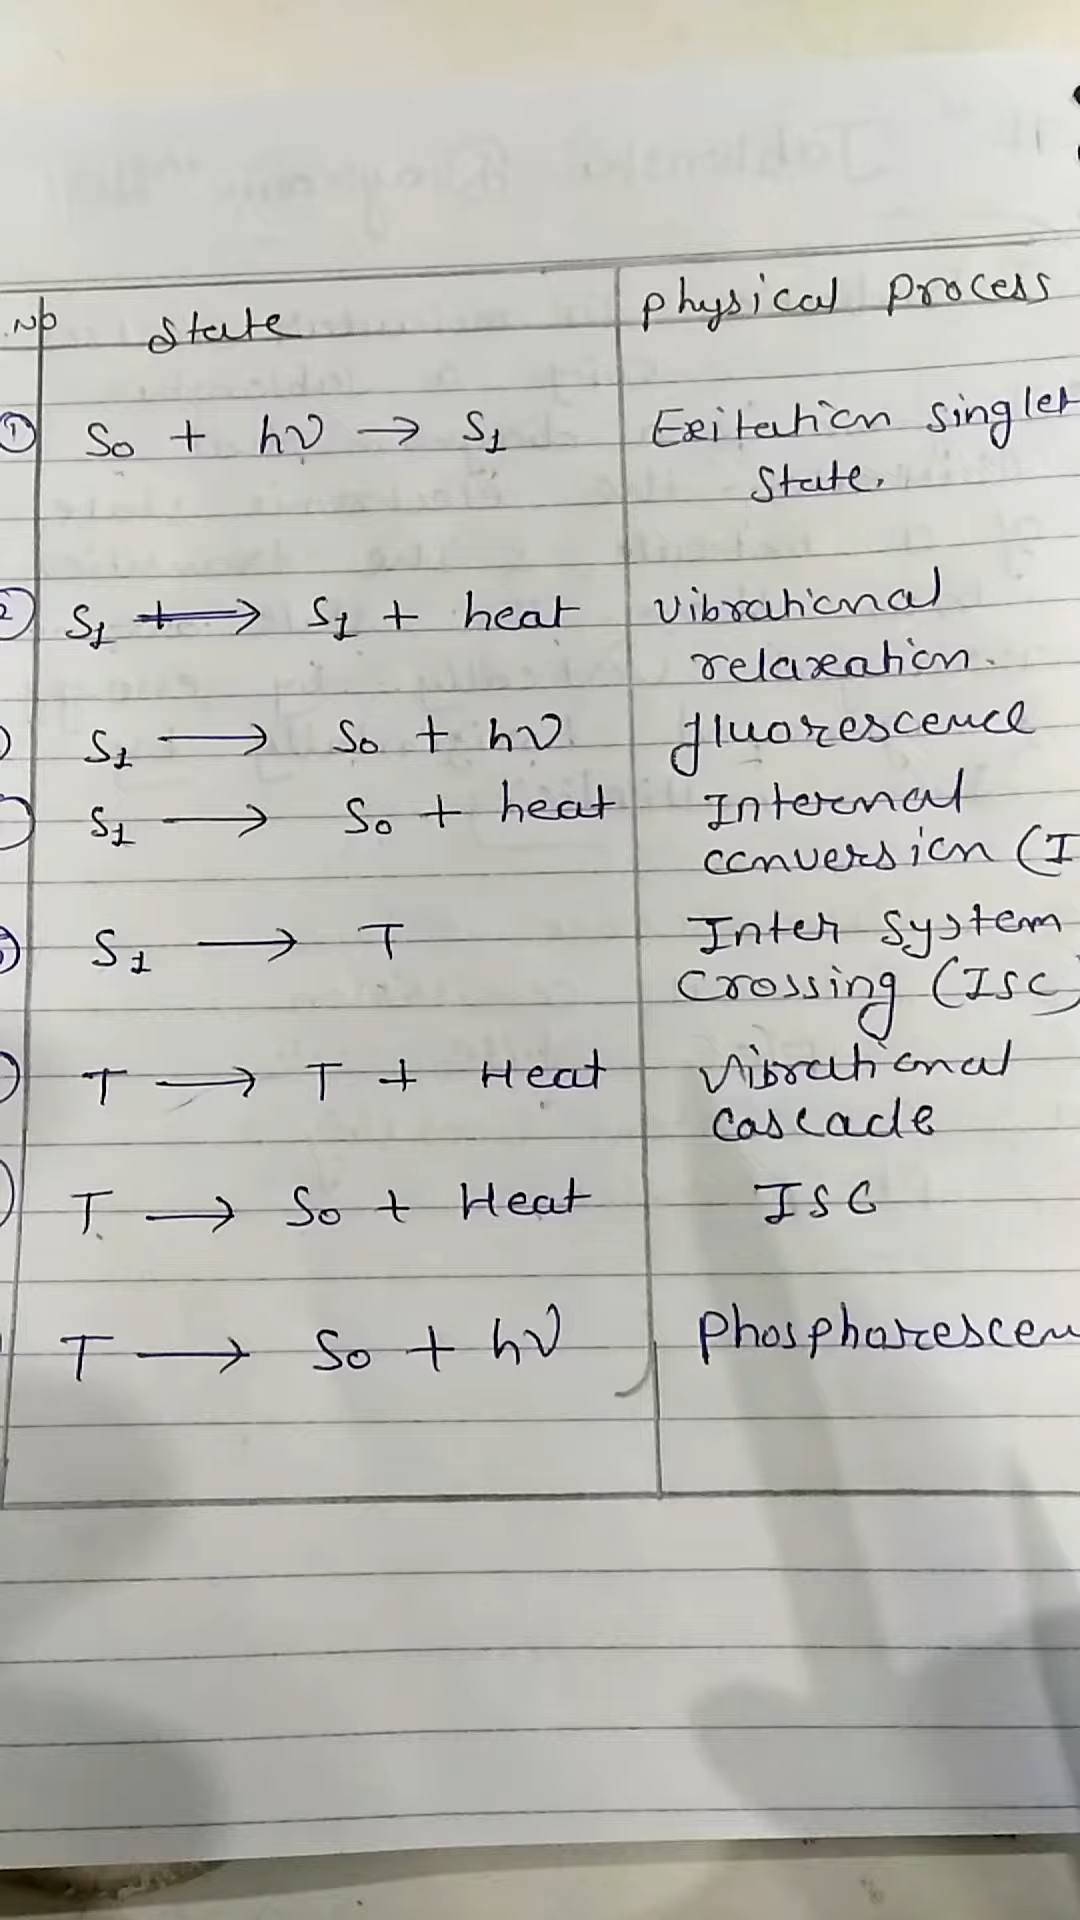 No State Physical Process
① S₀ + hν → S₁ Exitation Singlet
State.
2 S₁ ⟶ S₁ + heat Vibrational
relaxation.
S₁ ⟶ S₀ + hν fluorescence
S₁ ⟶ S₀ + heat Internal
conversion (I
S₁ ⟶ T Inter System
Crossing (ISC)
T ⟶ T + Heat Vibrational
cascade
T ⟶ S₀ + Heat ISC
T ⟶ S₀ + hν Phosphorescen